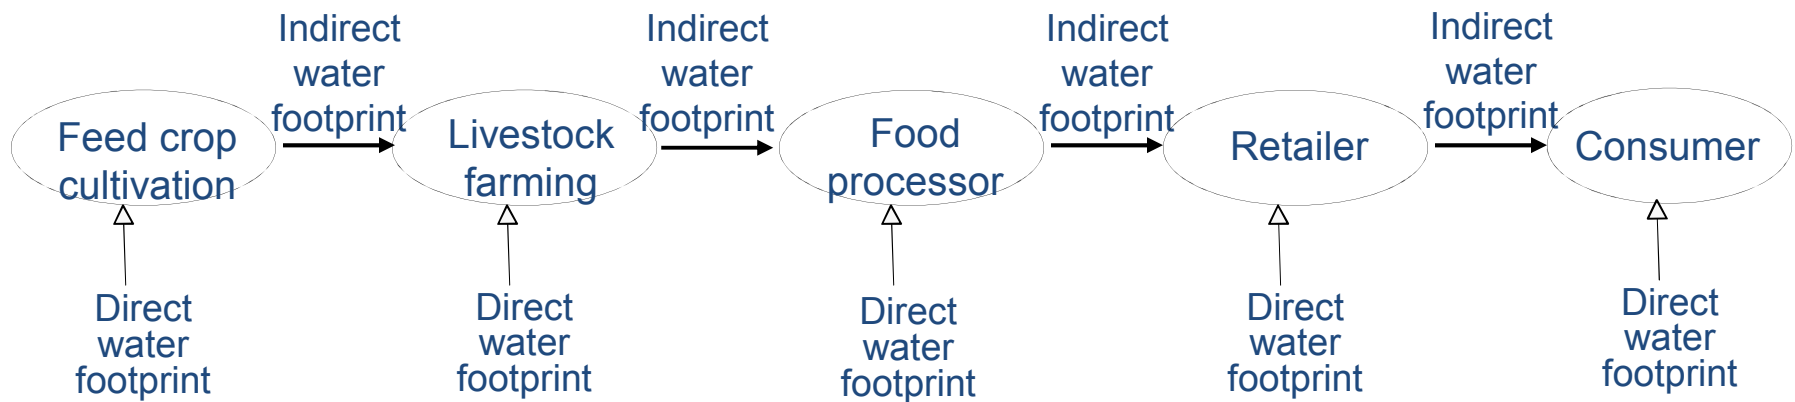 Indirect
water
footprint
Indirect
water
footprint
Indirect
water
footprint
Indirect
water
footprint
Feed crop
cultivation
Livestock
farming
Food
processor
Retailer
Consumer
Direct
water
footprint
Direct
water
footprint
Direct
water
footprint
Direct
water
footprint
Direct
water
footprint